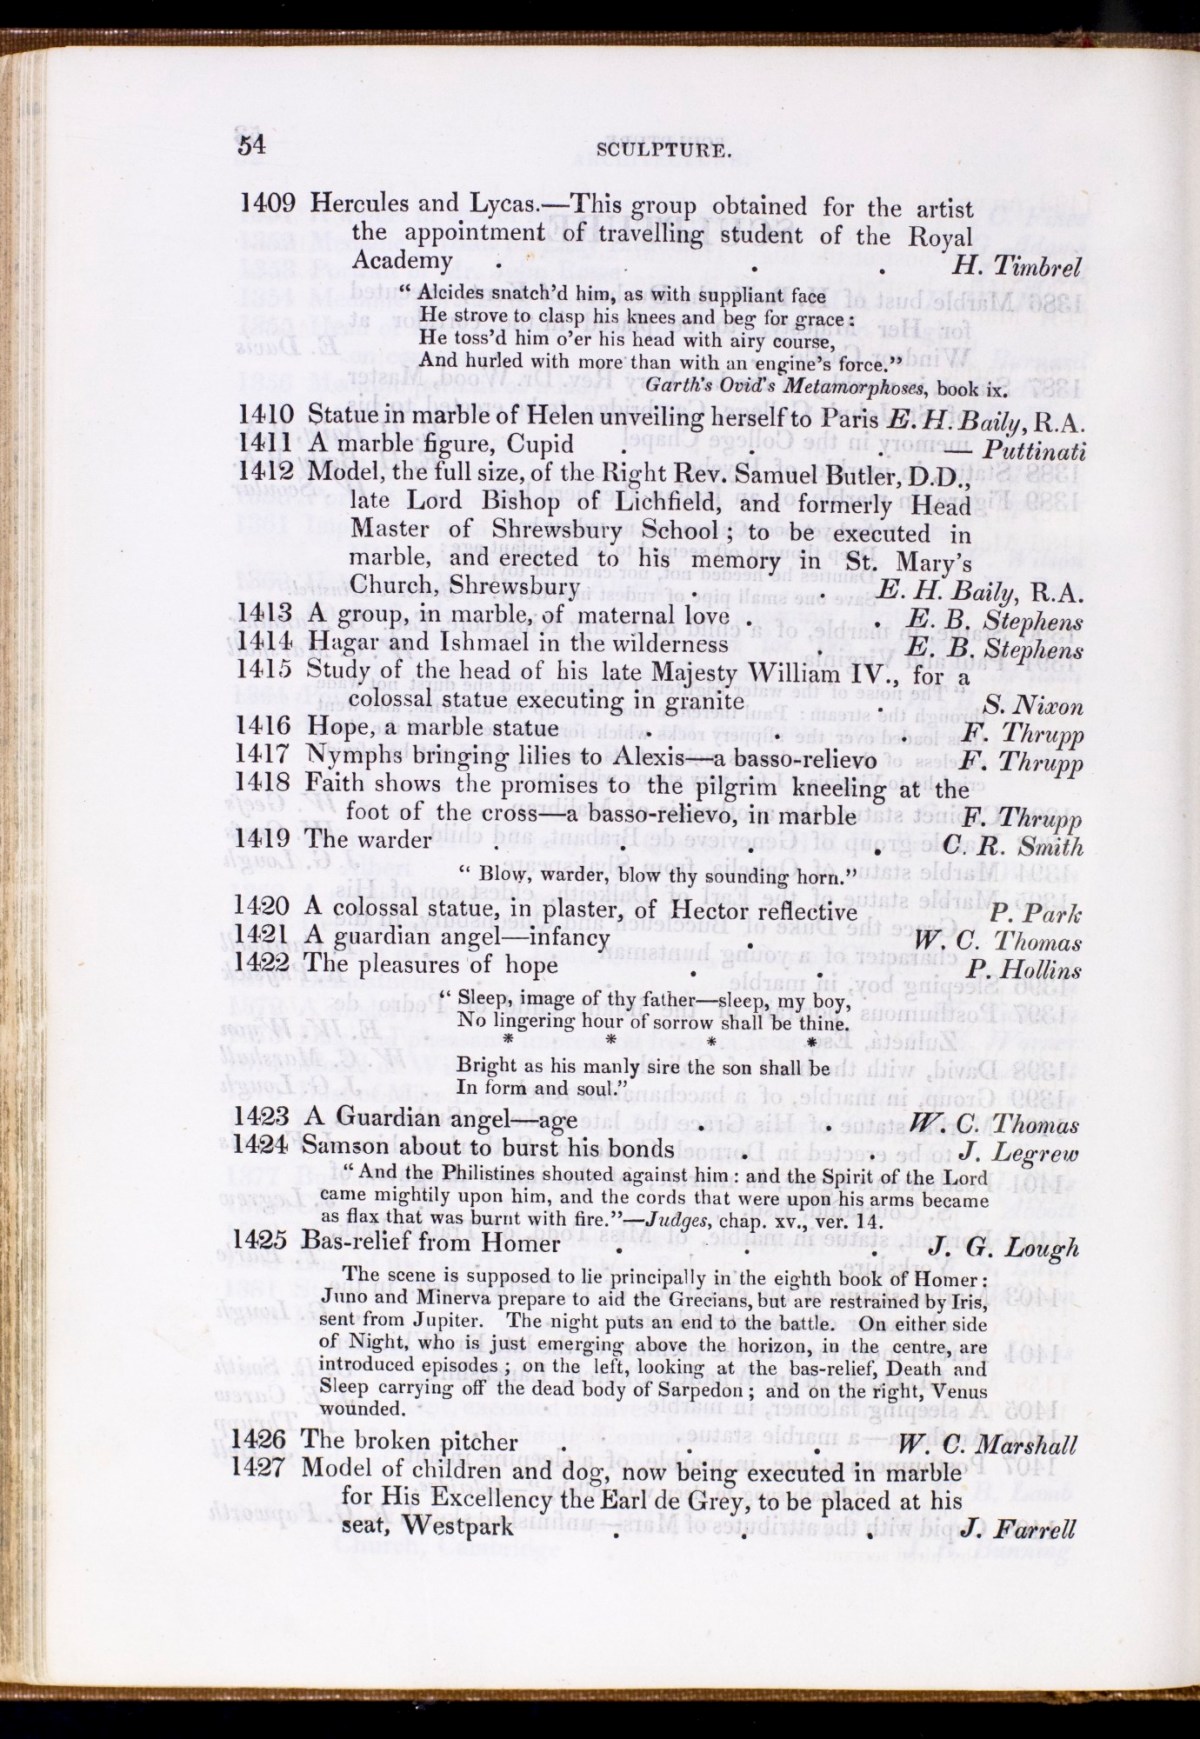 54
SCULPTURE.
1409 Hercules and Lycas.—This group obtained for the artist
the appointment of travelling student of the Royal
Academy . . . H. Timbrel
“ Alcides snatch’d him, as with suppliant face
He strove to clasp his knees and beg for grace:
He toss’d him o’er his head with airy course,
And hurled with more than with an engine’s force.”
Garth’s Ovid’s Metamorphoses, book ix.
1410 Statue in marble of Helen unveiling herself to Paris E. H. Baily, R.A.
1411 A marble figure, Cupid . . . — Puttinati
1412 Model, the full size, of the Right Rev. Samuel Butler, D.D.,
late Lord Bishop of Lichfield, and formerly Head
Master of Shrewsbury School; to be executed in
marble, and erected to his memory in St. Mary’s
Church, Shrewsbury . . E. H. Baily, R.A.
1413 A group, in marble, of maternal love . . E. B. Stephens
1414 Hagar and Ishmael in the wilderness . E. B. Stephens
1415 Study of the head of his late Majesty William IV., for a
colossal statue executing in granite . S. Nixon
1416 Hope, a marble statue . . . F. Thrupp
1417 Nymphs bringing lilies to Alexis—a basso-relievo F. Thrupp
1418 Faith shows the promises to the pilgrim kneeling at the
foot of the cross—a basso-relievo, in marble F. Thrupp
1419 The warder . . . . C. R. Smith
“ Blow, warder, blow thy sounding horn.”
1420 A colossal statue, in plaster, of Hector reflective P. Park
1421 A guardian angel—infancy . W. C. Thomas
1422 The pleasures of hope . . P. Hollins
“ Sleep, image of thy father—sleep, my boy,
No lingering hour of sorrow shall be thine.
* * * *
Bright as his manly sire the son shall be
In form and soul.”
1423 A Guardian angel—age . . W. C. Thomas
1424 Samson about to burst his bonds . . J. Legrew
“ And the Philistines shouted against him: and the Spirit of the Lord
came mightily upon him, and the cords that were upon his arms became
as flax that was burnt with fire.”—Judges, chap. xv., ver. 14.
1425 Bas-relief from Homer . . . J. G. Lough
The scene is supposed to lie principally in the eighth book of Homer:
Juno and Minerva prepare to aid the Grecians, but are restrained by Iris,
sent from Jupiter. The night puts an end to the battle. On either side
of Night, who is just emerging above the horizon, in the centre, are
introduced episodes; on the left, looking at the bas-relief, Death and
Sleep carrying off the dead body of Sarpedon; and on the right, Venus
wounded.
1426 The broken pitcher . . . W. C. Marshall
1427 Model of children and dog, now being executed in marble
for His Excellency the Earl de Grey, to be placed at his
seat, Westpark . . . J. Farrell